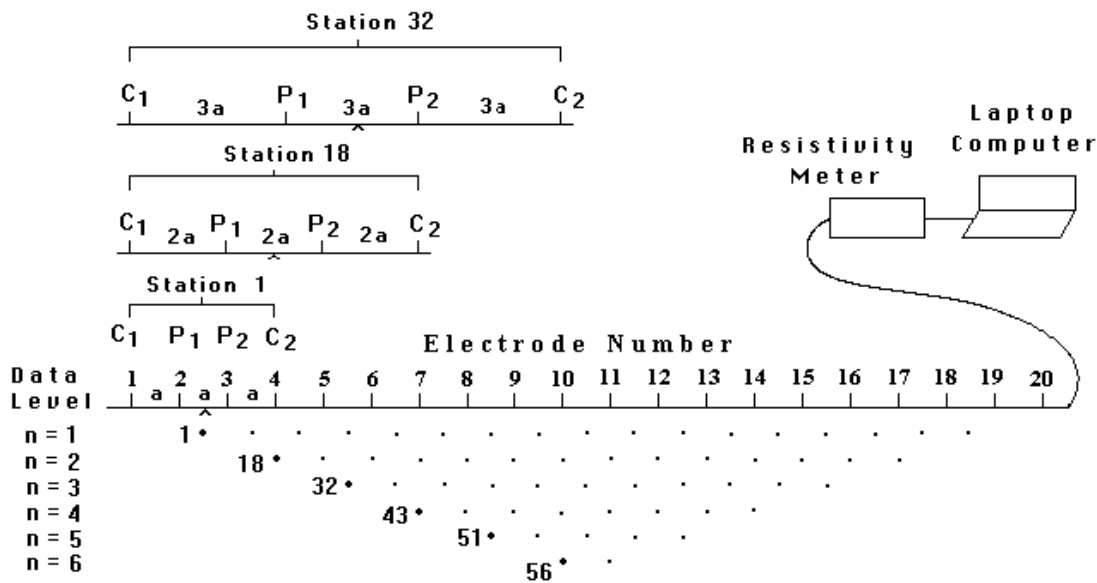 Station 32
C1 3a P1 3a P2 3a C2
Station 18
C1 2a P1 2a P2 2a C2
Station 1
C1 P1 P2 C2
Resistivity Meter
Laptop Computer
Electrode Number
Data Level
1 2 3 4 5 6 7 8 9 10 11 12 13 14 15 16 17 18 19 20
a a a
n = 1 1
n = 2 18
n = 3 32
n = 4 43
n = 5 51
n = 6 56